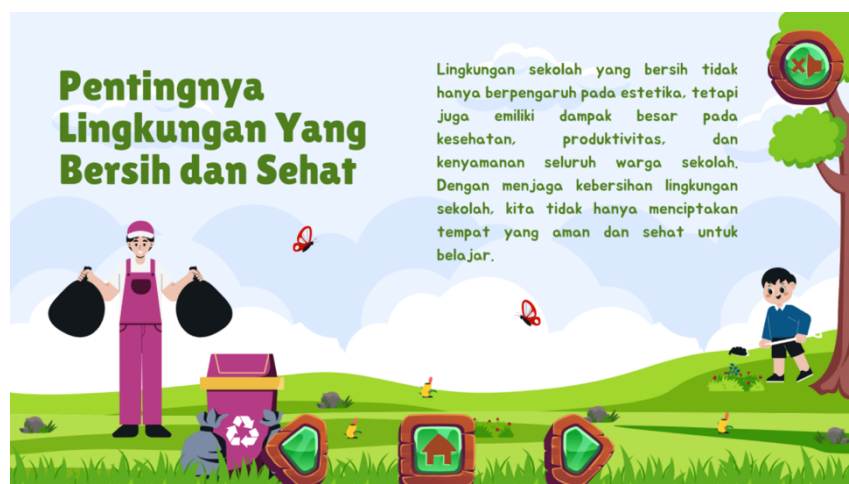 Pentingnya
Lingkungan Yang
Bersih dan Sehat
Lingkungan sekolah yang bersih tidak
hanya berpengaruh pada estetika, tetapi
juga emiliki dampak besar pada
kesehatan, produktivitas, dan
kenyamanan seluruh warga sekolah.
Dengan menjaga kebersihan lingkungan
sekolah, kita tidak hanya menciptakan
tempat yang aman dan sehat untuk
belajar.